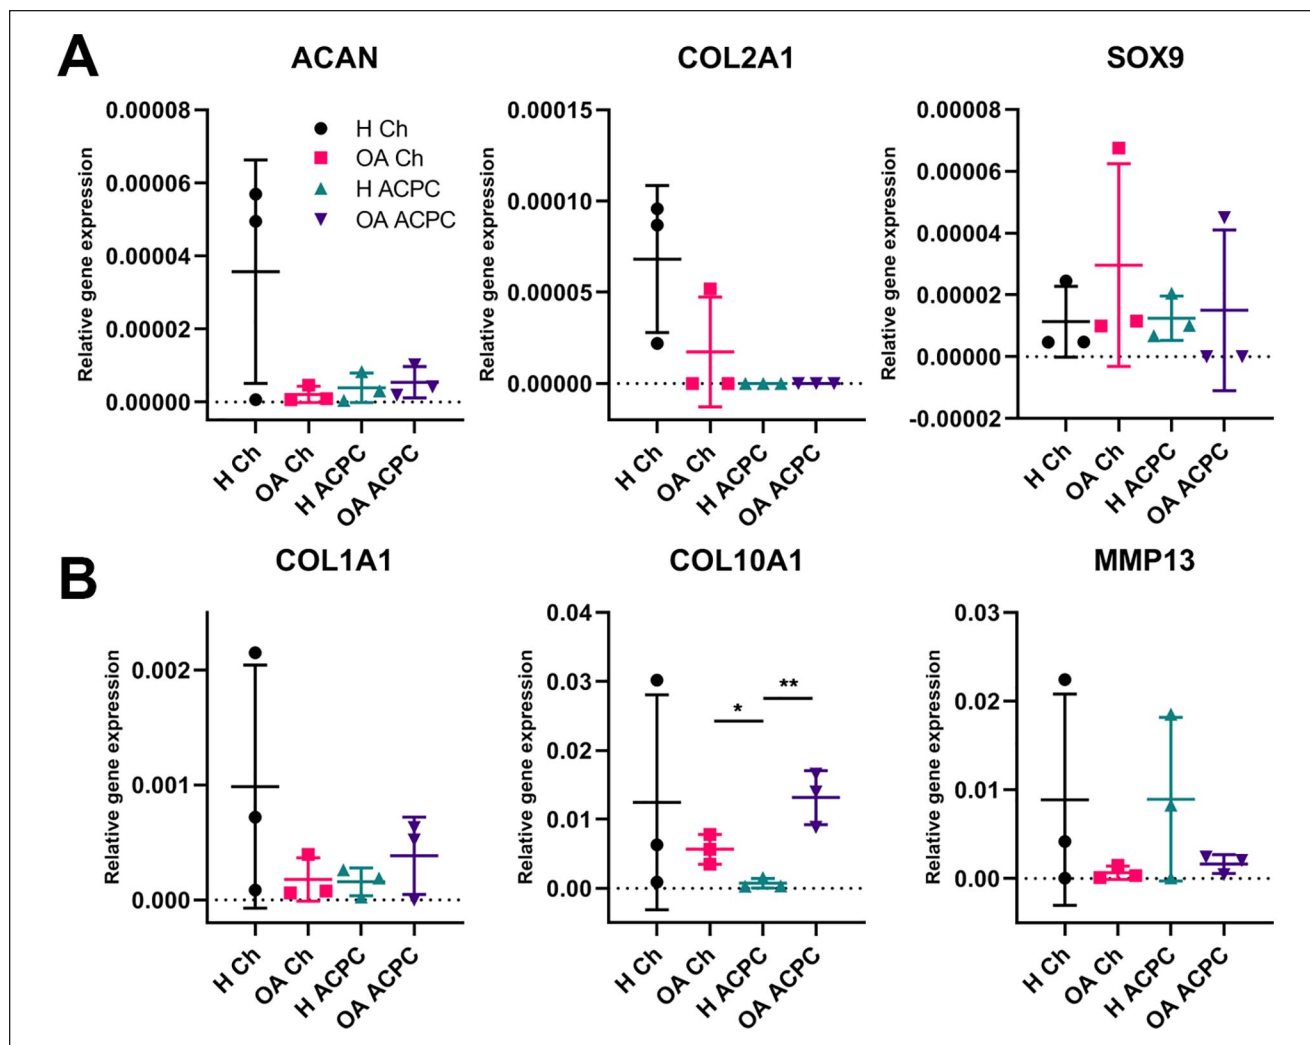 A
ACAN
COL2A1
SOX9
Relative gene expression
0.00008
0.00006
0.00004
0.00002
0.00000
H Ch
OA Ch
H ACPC
OA ACPC
H Ch
OA Ch
H ACPC
OA ACPC
Relative gene expression
0.00015
0.00010
0.00005
0.00000
H Ch
OA Ch
H ACPC
OA ACPC
Relative gene expression
0.00008
0.00006
0.00004
0.00002
0.00000
-0.00002
H Ch
OA Ch
H ACPC
OA ACPC
B
COL1A1
COL10A1
MMP13
Relative gene expression
0.002
0.001
0.000
H Ch
OA Ch
H ACPC
OA ACPC
Relative gene expression
0.04
0.03
0.02
0.01
0.00
*
**
H Ch
OA Ch
H ACPC
OA ACPC
Relative gene expression
0.03
0.02
0.01
0.00
H Ch
OA Ch
H ACPC
OA ACPC